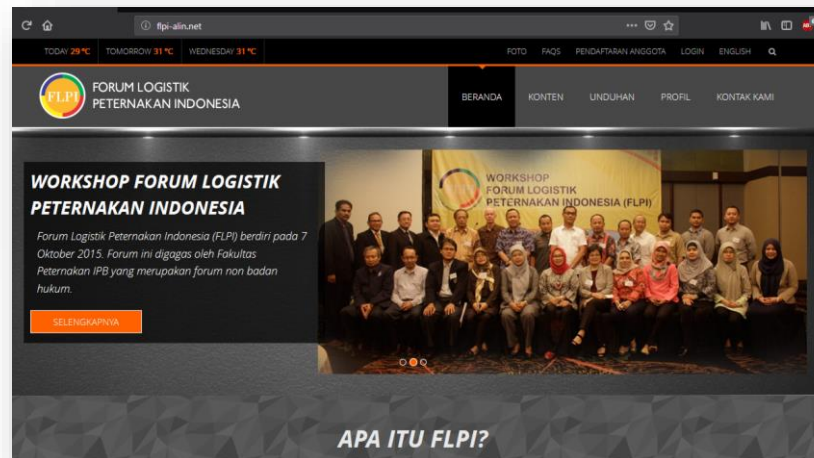 flpi-alin.net
TODAY 29 °C TOMORROW 31 °C WEDNESDAY 31 °C FOTO FAQS PENDAFTARAN ANGGOTA LOGIN ENGLISH
FLPI
FORUM LOGISTIK
PETERNAKAN INDONESIA
BERANDA KONTEN UNDUHAN PROFIL KONTAK KAMI
WORKSHOP FORUM LOGISTIK
PETERNAKAN INDONESIA
Forum Logistik Peternakan Indonesia (FLPI) berdiri pada 7
Oktober 2015. Forum ini digagas oleh Fakultas
Peternakan IPB yang merupakan forum non badan
hukum.
SELENGKAPNYA
WORKSHOP
FORUM LOGISTIK
PETERNAKAN INDONESIA (FLPI)
APA ITU FLPI?